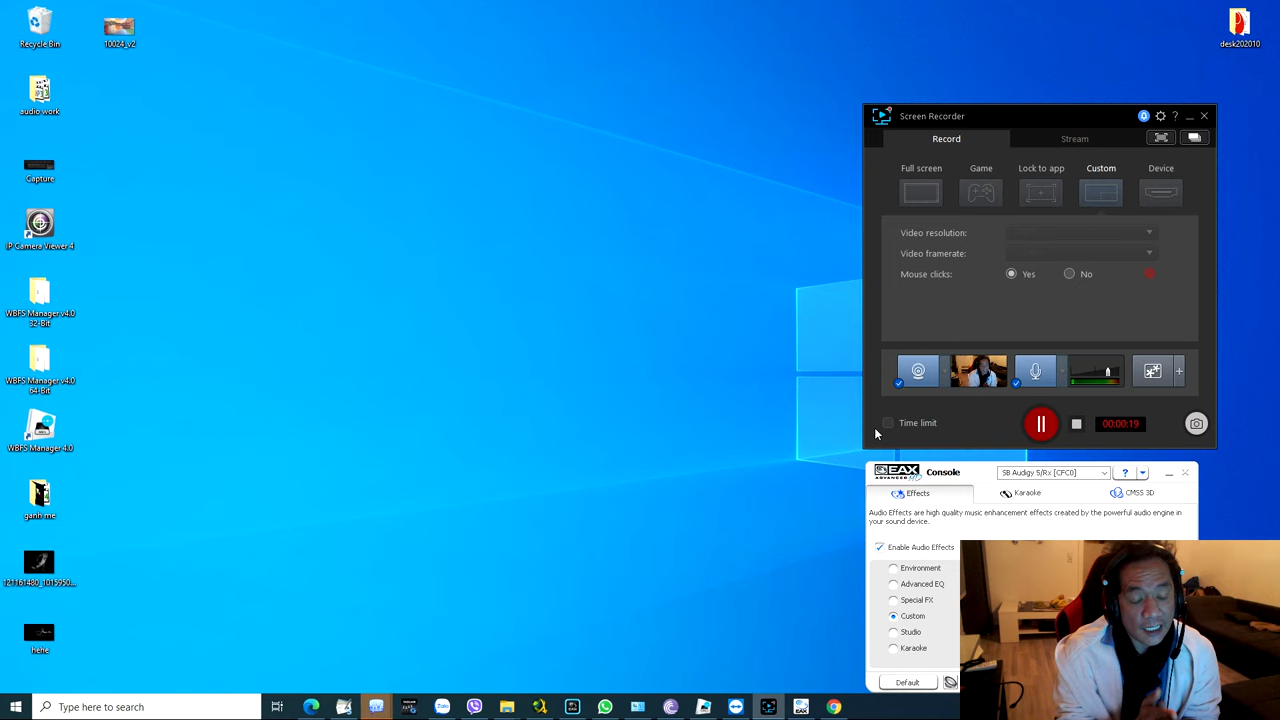 Recycle Bin
10024_v2
desk202010
audio work
Capture
IP Camera Viewer 4
WBFS Manager v4.0
32-Bit
WBFS Manager v4.0
64-Bit
WBFS Manager 4.0
ganh me
121161480_1015950...
hehe
Screen Recorder
?
Record
Stream
Full screen
Game
Lock to app
Custom
Device
Video resolution:
Video framerate:
Mouse clicks:
Yes
No
Time limit
00:00:19
EAX
ADVANCED HD
Console
SB Audigy 5/Rx [CFC0]
?
Effects
Karaoke
CMSS 3D
Audio Effects are high quality music enhancement effects created by the powerful audio engine in
your sound device.
Enable Audio Effects
Environment
Advanced EQ
Special FX
Custom
Studio
Karaoke
Default
Type here to search